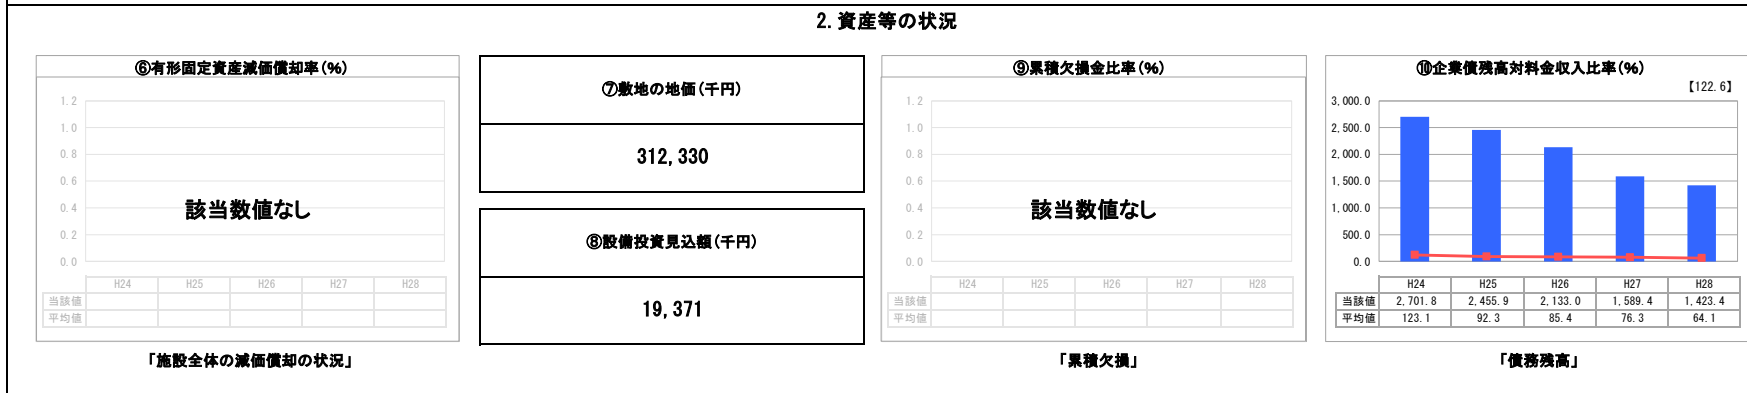 2. 資産等の状況
⑥有形固定資産減価償却率(%)
1.2
1.0
0.8
0.6
0.4
0.2
0.0
該当数値なし
H24 H25 H26 H27 H28
当該値
平均値
「施設全体の減価償却の状況」
⑦敷地の地価(千円)
312,330
⑧設備投資見込額(千円)
19,371
⑨累積欠損金比率(%)
1.2
1.0
0.8
0.6
0.4
0.2
0.0
該当数値なし
H24 H25 H26 H27 H28
当該値
平均値
「累積欠損」
⑩企業債残高対料金収入比率(%)
【122.6】
3,000.0
2,500.0
2,000.0
1,500.0
1,000.0
500.0
0.0
H24 H25 H26 H27 H28
当該値 2,701.8 2,455.9 2,133.0 1,589.4 1,423.4
平均値 123.1 92.3 85.4 76.3 64.1
「債務残高」